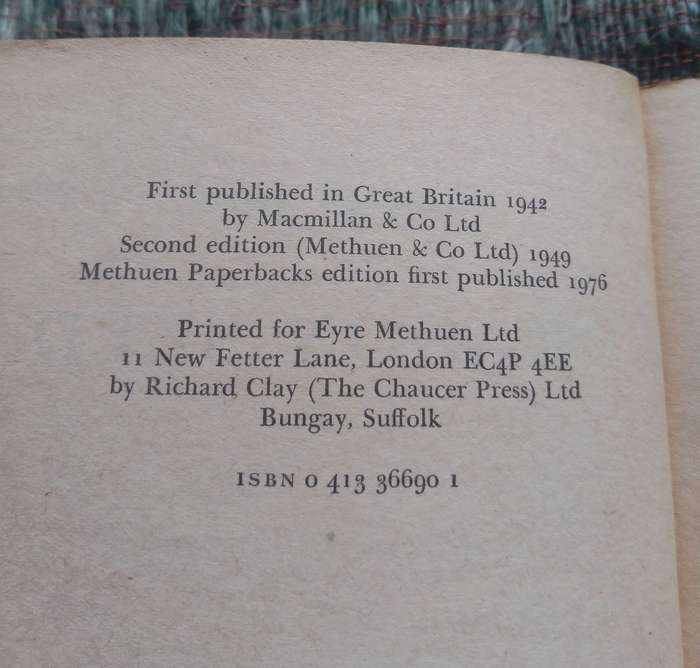 First published in Great Britain 1942
by Macmillan & Co Ltd
Second edition (Methuen & Co Ltd) 1949
Methuen Paperbacks edition first published 1976
Printed for Eyre Methuen Ltd
11 New Fetter Lane, London EC4P 4EE
by Richard Clay (The Chaucer Press) Ltd
Bungay, Suffolk
ISBN 0 413 36690 1